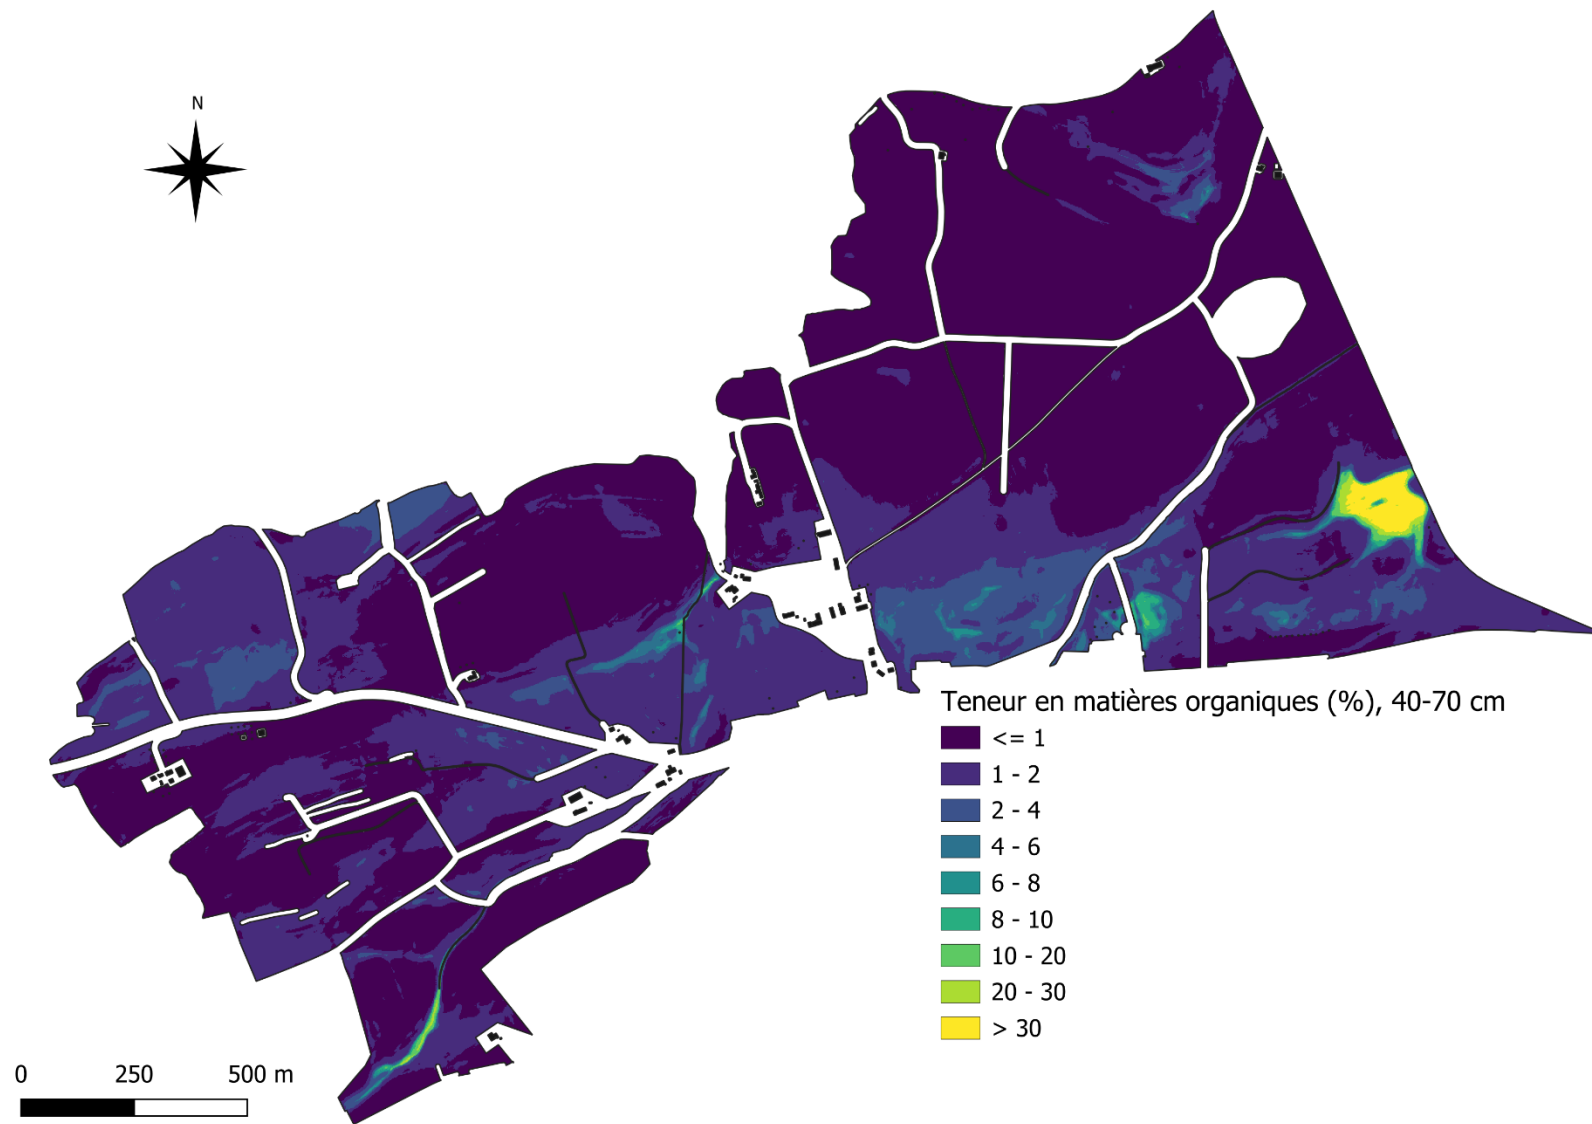 N
Teneur en matières organiques (%), 40-70 cm
<= 1
1 - 2
2 - 4
4 - 6
6 - 8
8 - 10
10 - 20
20 - 30
> 30
0 250 500 m